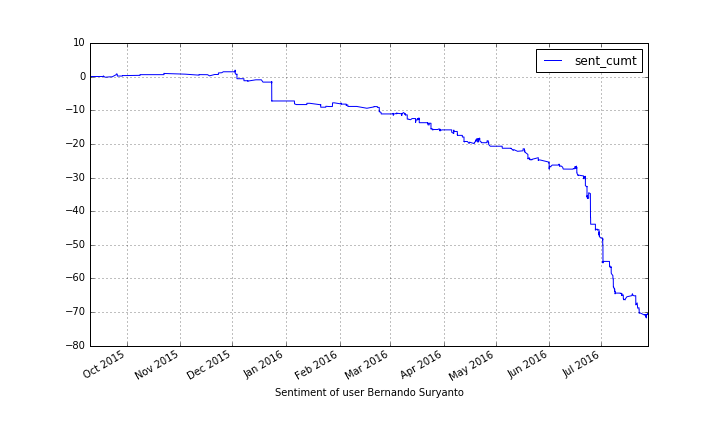 10
0
−10
−20
−30
−40
−50
−60
−70
−80
sent_cumt
Oct 2015
Nov 2015
Dec 2015
Jan 2016
Feb 2016
Mar 2016
Apr 2016
May 2016
Jun 2016
Jul 2016
Sentiment of user Bernando Suryanto